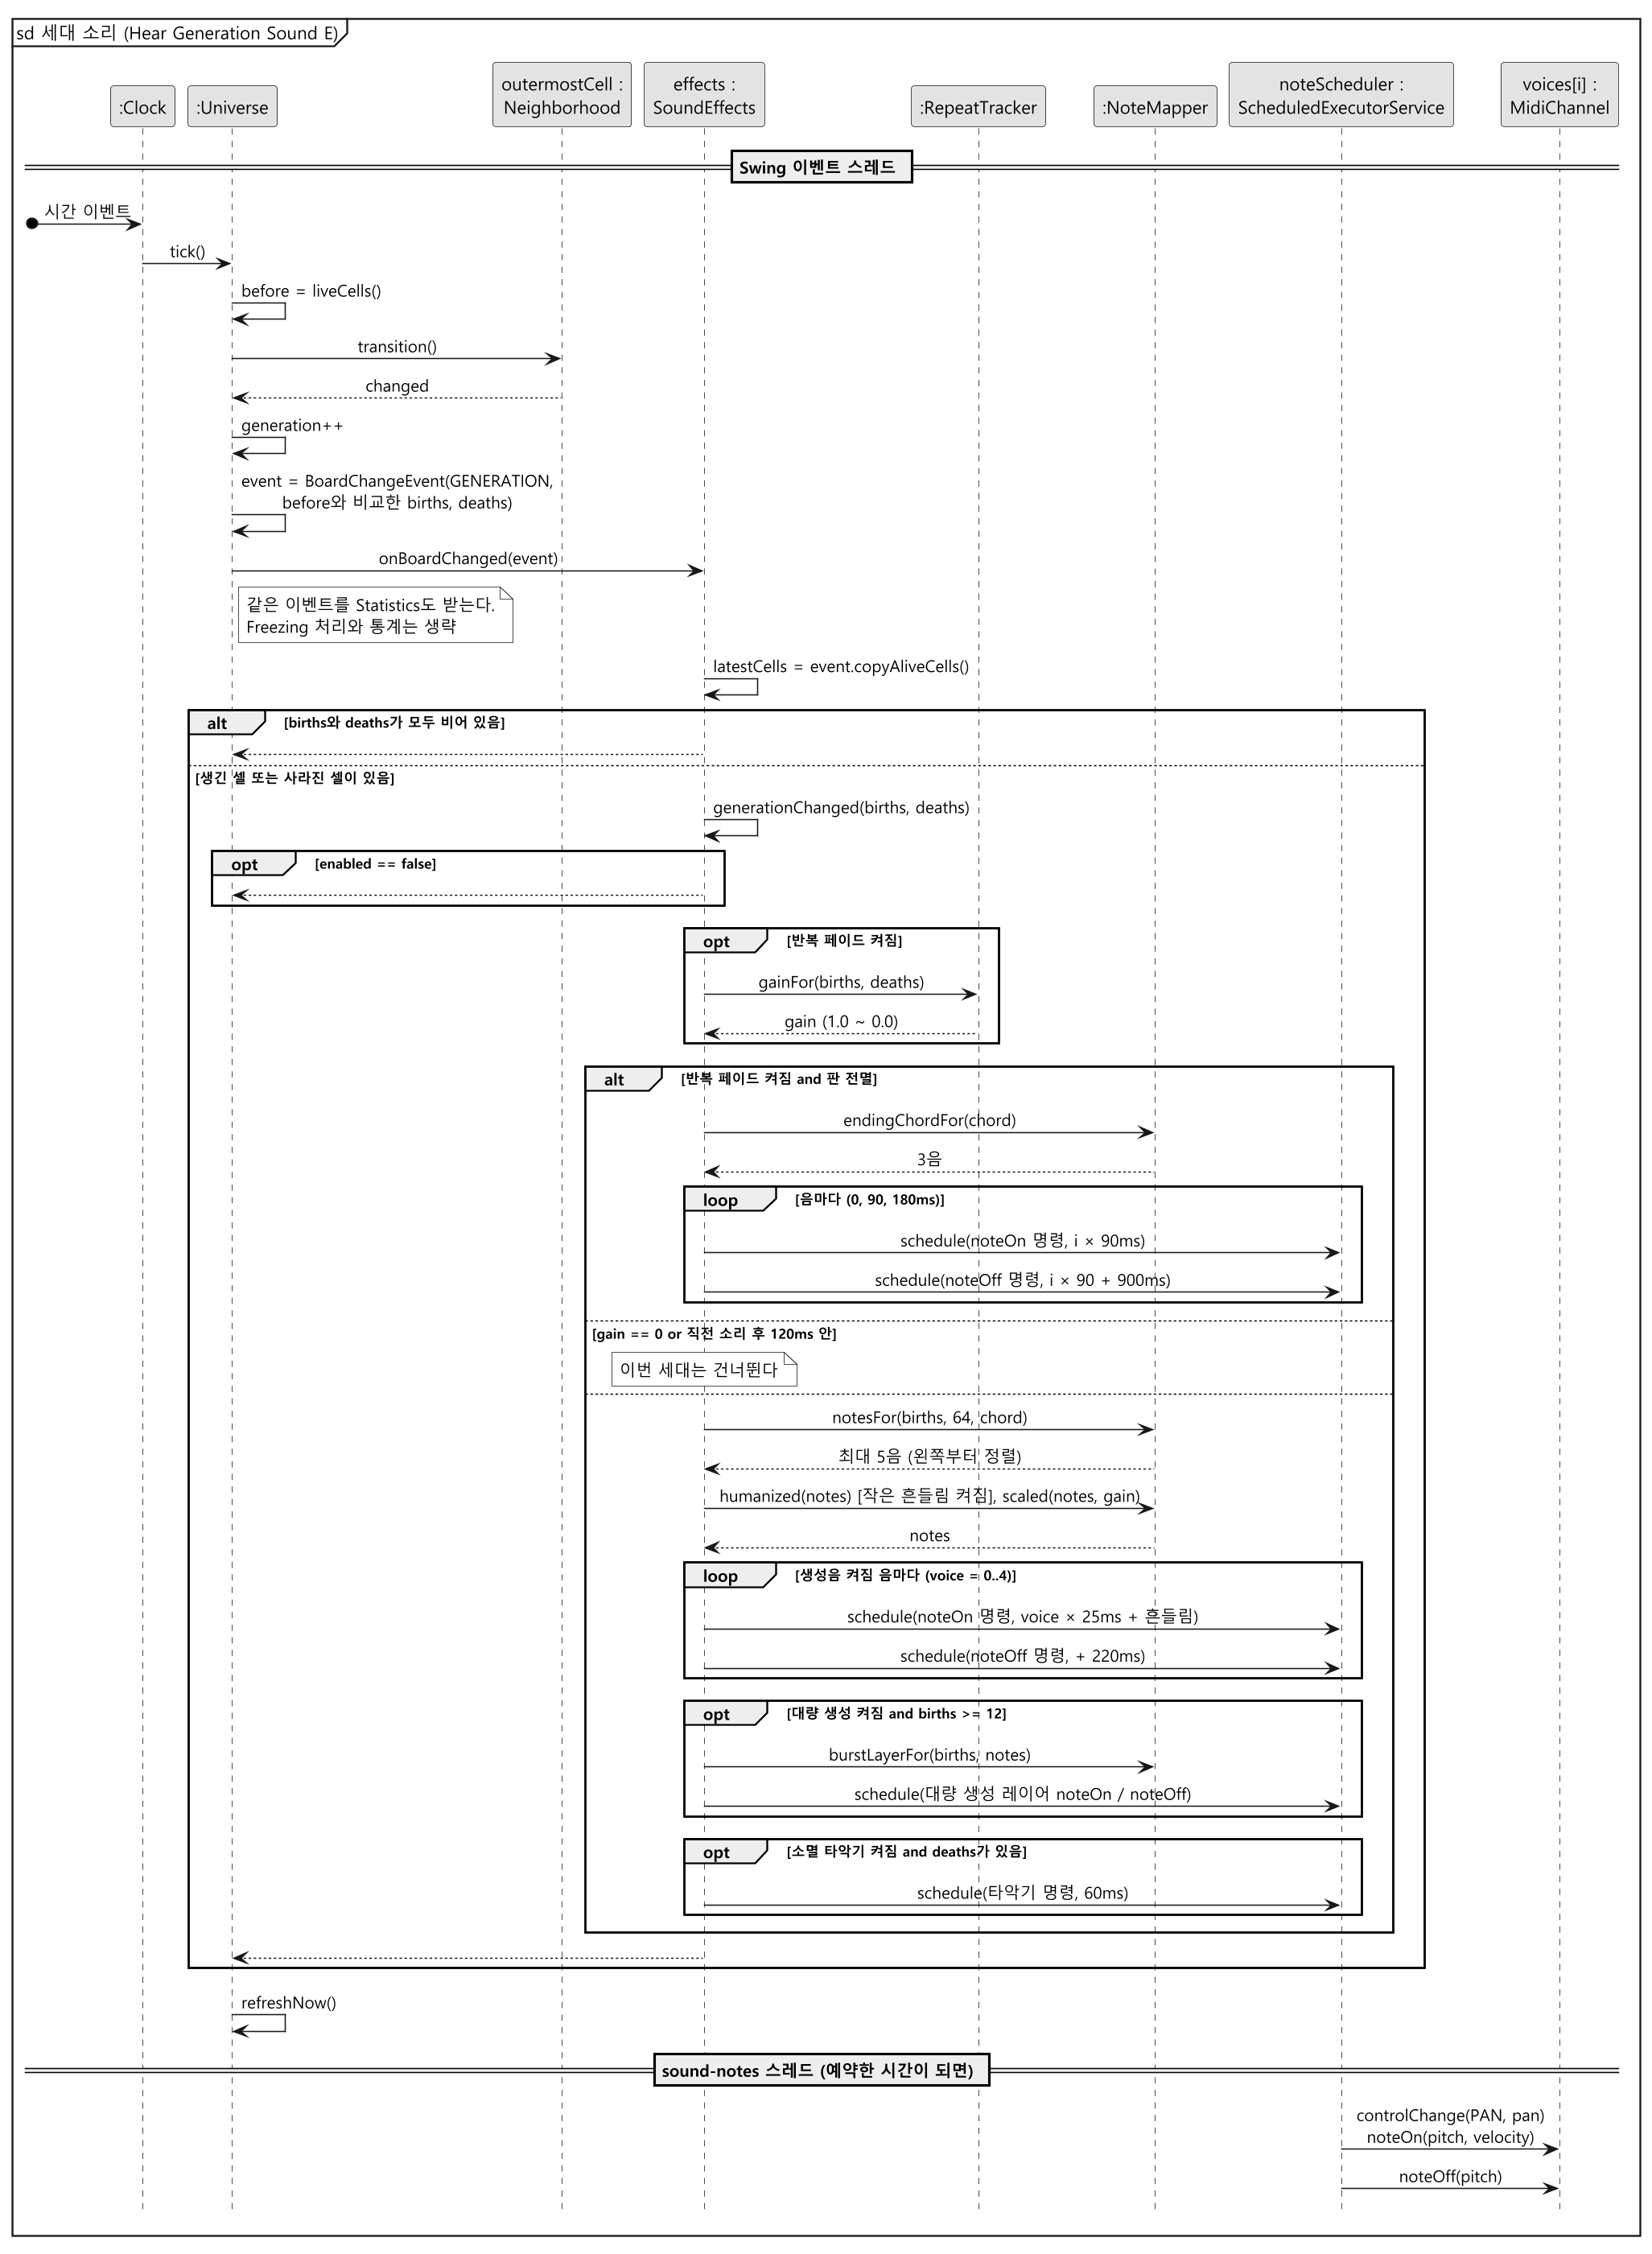 sd 세대 소리 (Hear Generation Sound E)
:Clock
:Universe
outermostCell :
Neighborhood
effects :
SoundEffects
:RepeatTracker
:NoteMapper
noteScheduler :
ScheduledExecutorService
voices[i] :
MidiChannel
Swing 이벤트 스레드
시간 이벤트
tick()
before = liveCells()
transition()
changed
generation++
event = BoardChangeEvent(GENERATION,
before와 비교한 births, deaths)
onBoardChanged(event)
같은 이벤트를 Statistics도 받는다.
Freezing 처리와 통계는 생략
latestCells = event.copyAliveCells()
alt [births와 deaths가 모두 비어 있음]
[생긴 셀 또는 사라진 셀이 있음]
generationChanged(births, deaths)
opt [enabled == false]
opt [반복 페이드 켜짐]
gainFor(births, deaths)
gain (1.0 ~ 0.0)
alt [반복 페이드 켜짐 and 판 전멸]
endingChordFor(chord)
3음
loop [음마다 (0, 90, 180ms)]
schedule(noteOn 명령, i × 90ms)
schedule(noteOff 명령, i × 90 + 900ms)
[gain == 0 or 직전 소리 후 120ms 안]
이번 세대는 건너뛴다
notesFor(births, 64, chord)
최대 5음 (왼쪽부터 정렬)
humanized(notes) [작은 흔들림 켜짐], scaled(notes, gain)
notes
loop [생성음 켜짐 음마다 (voice = 0..4)]
schedule(noteOn 명령, voice × 25ms + 흔들림)
schedule(noteOff 명령, + 220ms)
opt [대량 생성 켜짐 and births >= 12]
burstLayerFor(births, notes)
schedule(대량 생성 레이어 noteOn / noteOff)
opt [소멸 타악기 켜짐 and deaths가 있음]
schedule(타악기 명령, 60ms)
refreshNow()
sound-notes 스레드 (예약한 시간이 되면)
controlChange(PAN, pan)
noteOn(pitch, velocity)
noteOff(pitch)